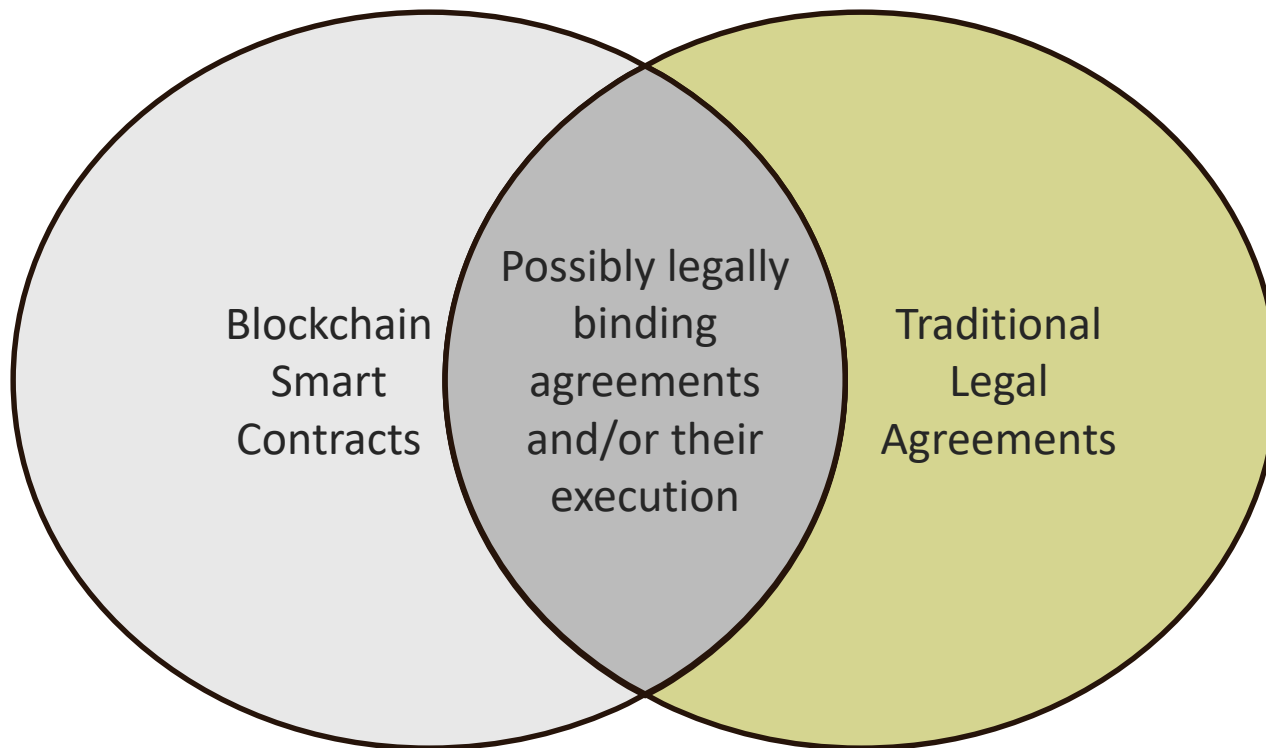 Blockchain
Smart
Contracts
Possibly legally
binding
agreements
and/or their
execution
Traditional
Legal
Agreements